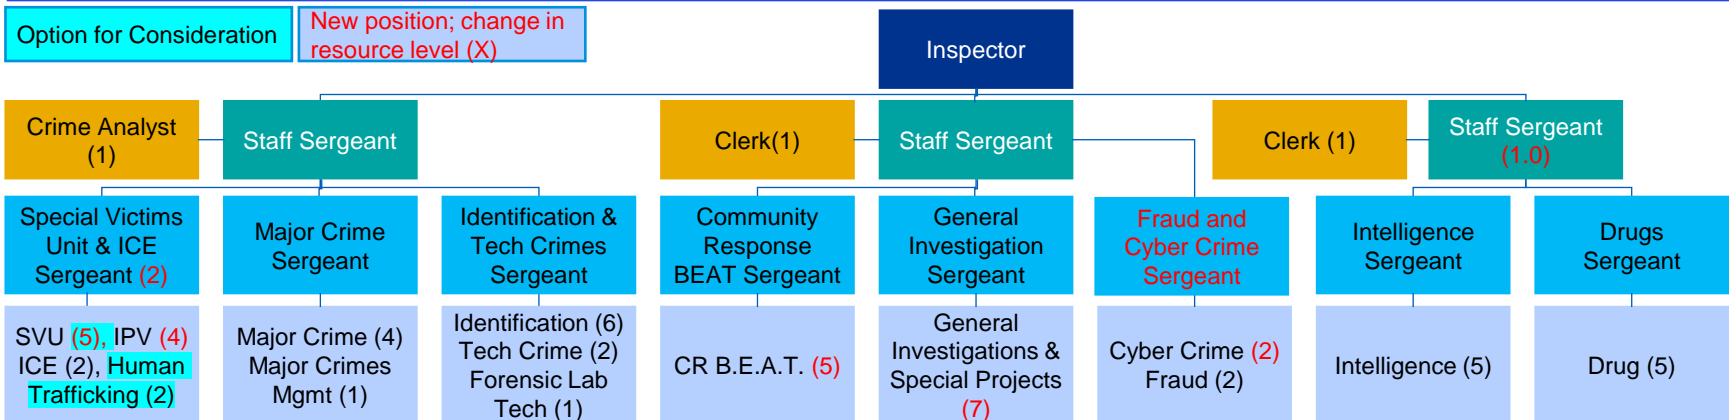 Option for Consideration
New position; change in
resource level (X)
Inspector
Crime Analyst
(1)
Staff Sergeant
Clerk(1)
Staff Sergeant
Clerk (1)
Staff Sergeant
(1.0)
Special Victims
Unit & ICE
Sergeant (2)
Major Crime
Sergeant
Identification &
Tech Crimes
Sergeant
Community
Response
BEAT Sergeant
General
Investigation
Sergeant
Fraud and
Cyber Crime
Sergeant
Intelligence
Sergeant
Drugs
Sergeant
SVU (5), IPV (4)
ICE (2), Human
Trafficking (2)
Major Crime (4)
Major Crimes
Mgmt (1)
Identification (6)
Tech Crime (2)
Forensic Lab
Tech (1)
CR B.E.A.T. (5)
General
Investigations &
Special Projects
(7)
Cyber Crime (2)
Fraud (2)
Intelligence (5)
Drug (5)